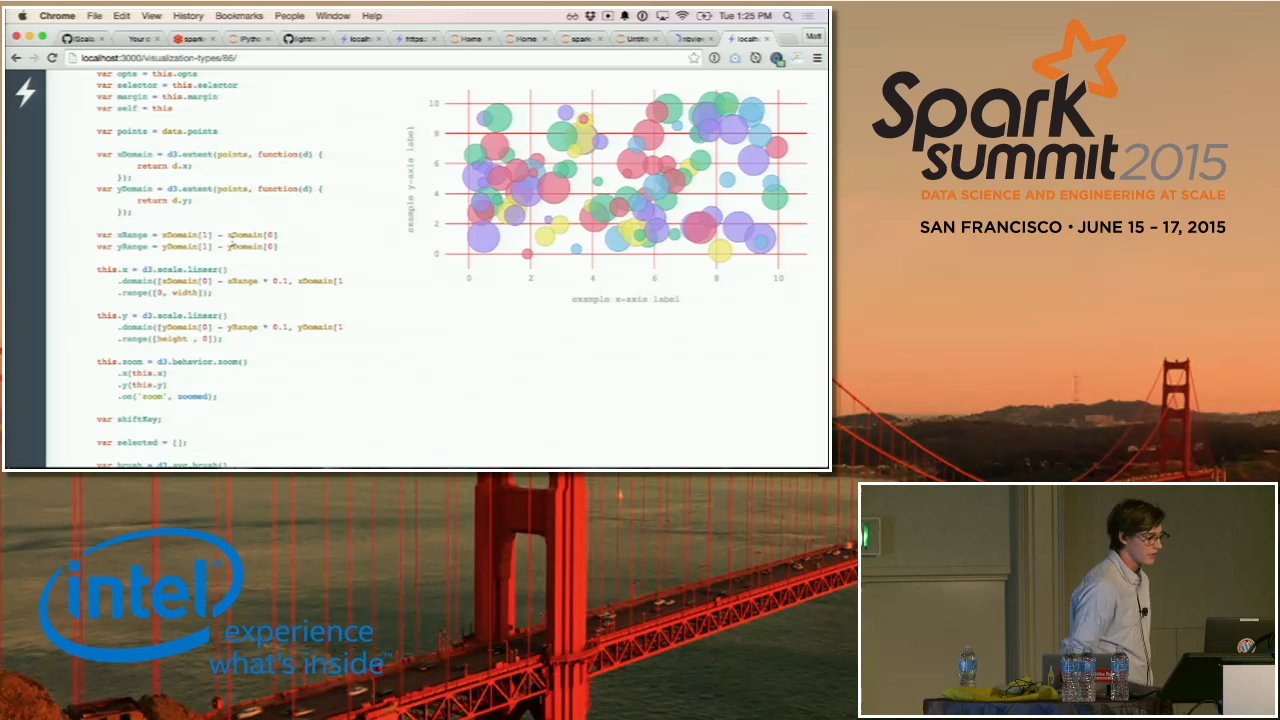 Chrome File Edit View History Bookmarks People Window Help
Tue 1:25 PM
Matt
localhost:3000/visualization-types/86/
var opts = this.opts
var selector = this.selector
var margin = this.margin
var self = this
var points = data.points
var xDomain = d3.extent(points, function(d) {
return d.x;
});
var yDomain = d3.extent(points, function(d) {
return d.y;
});
var xRange = xDomain[1] - xDomain[0]
var yRange = yDomain[1] - yDomain[0]
this.x = d3.scale.linear()
.domain([xDomain[0] - xRange * 0.1, xDomain[1
.range([0, width]);
this.y = d3.scale.linear()
.domain([yDomain[0] - yRange * 0.1, yDomain[1
.range([height , 0]);
this.zoom = d3.behavior.zoom()
.x(this.x)
.y(this.y)
.on('zoom', zoomed);
var shiftKey;
var selected = [];
var brush = d3.svg.brush()
example y-axis label
10
8
6
4
2
0
0 2 4 6 8 10
example x-axis label
Spark
summit 2015
DATA SCIENCE AND ENGINEERING AT SCALE
SAN FRANCISCO • JUNE 15 – 17, 2015
intel
experience
what's inside™